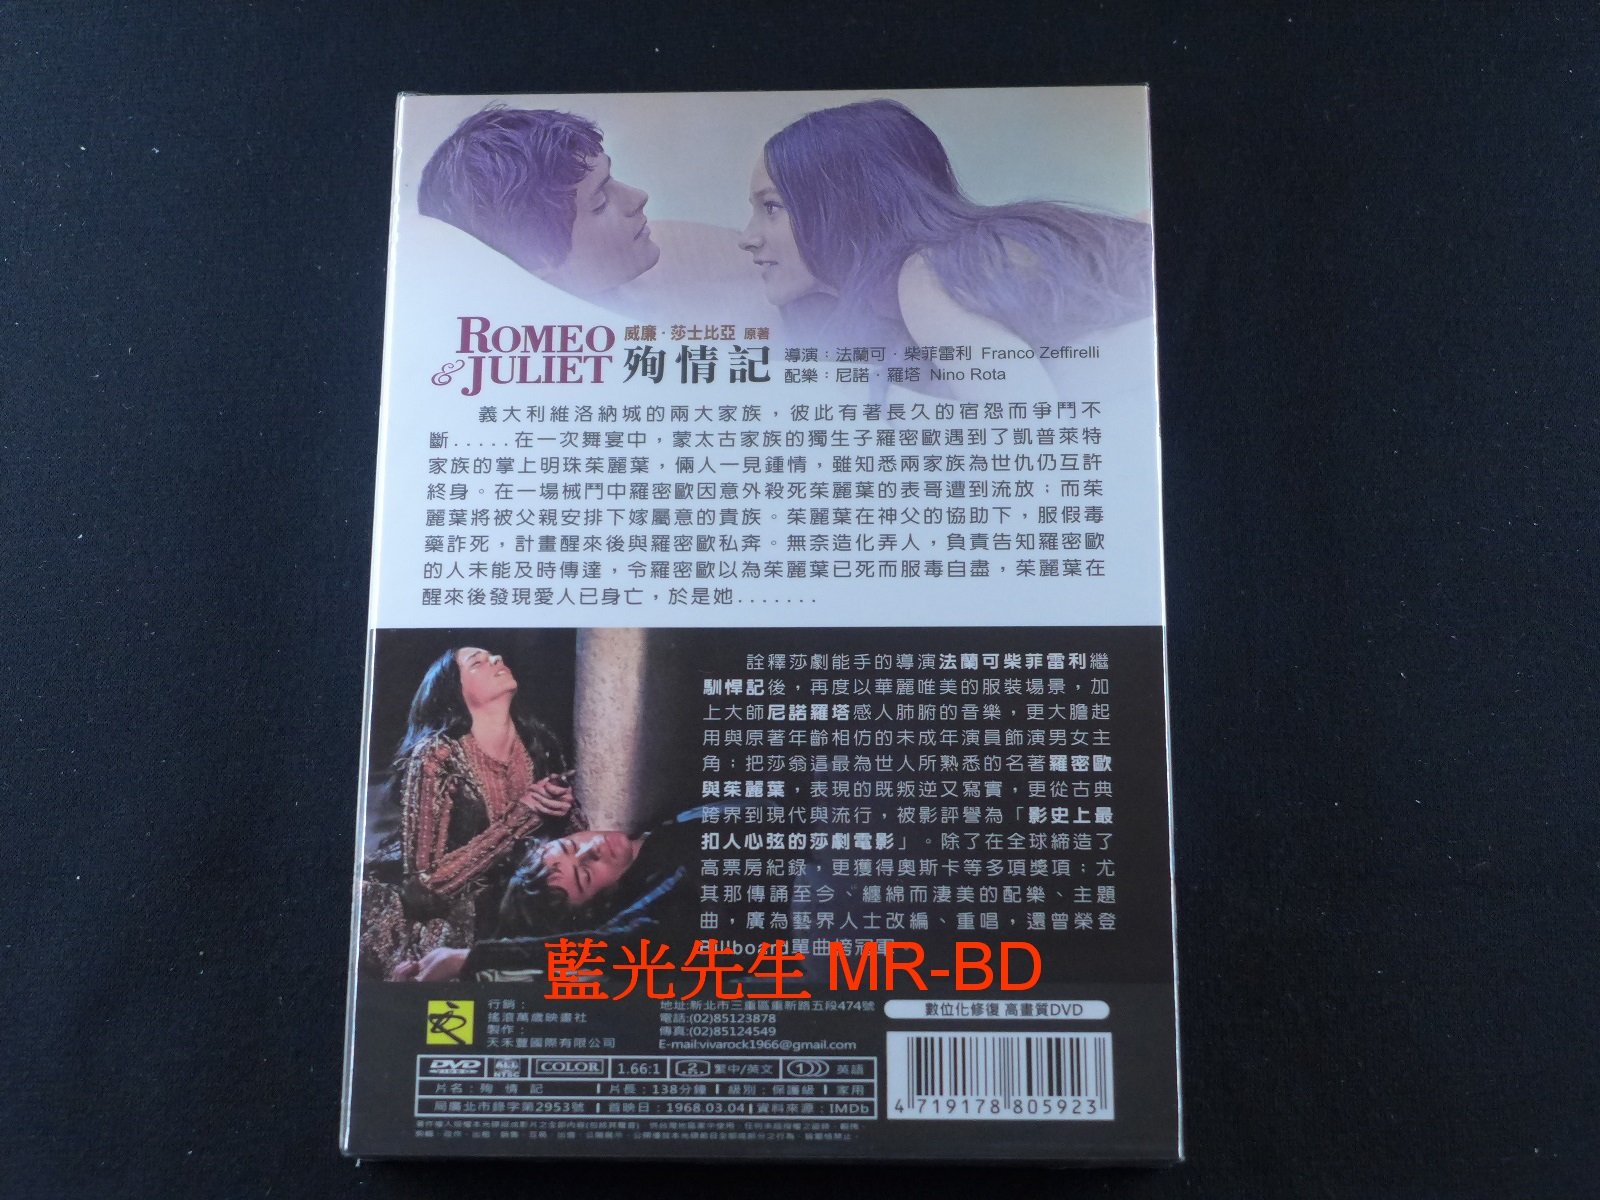 ROMEO
& JULIET
威廉·莎士比亞 原著
殉情記
導演：法蘭可·柴菲雷利 Franco Zeffirelli
配樂：尼諾·羅塔 Nino Rota
義大利維洛納城的兩大家族，彼此有著長久的宿怨而爭鬥不
斷.....在一次舞宴中，蒙太古家族的獨生子羅密歐遇到了凱普萊特
家族的掌上明珠茱麗葉，倆人一見鍾情，雖知悉兩家族為世仇仍互許
終身。在一場械鬥中羅密歐因意外殺死茱麗葉的表哥遭到流放；而茱
麗葉將被父親安排下嫁屬意的貴族。茱麗葉在神父的協助下，服假毒
藥詐死，計畫醒來後與羅密歐私奔。無奈造化弄人，負責告知羅密歐
的人未能及時傳達，令羅密歐以為茱麗葉已死而服毒自盡，茱麗葉在
醒來後發現愛人已身亡，於是她.......
詮釋莎劇能手的導演法蘭可柴菲雷利繼
馴悍記後，再度以華麗唯美的服裝場景，加
上大師尼諾羅塔感人肺腑的音樂，更大膽起
用與原著年齡相仿的未成年演員飾演男女主
角；把莎翁這最為世人所熟悉的名著羅密歐
與茱麗葉，表現的既叛逆又寫實，更從古典
跨界到現代與流行，被影評譽為「影史上最
扣人心弦的莎劇電影」。除了在全球締造了
高票房紀錄，更獲得奧斯卡等多項獎項；尤
其那傳誦至今、纏綿而淒美的配樂、主題
曲，廣為藝界人士改編、重唱，還曾榮登
Billboard單曲榜冠軍
藍光先生 MR-BD
行銷：
搖滾萬歲映畫社
製作：
天禾豐國際有限公司
地址:新北市三重區重新路五段474號
電話:(02)85123878
傳真:(02)85124549
E-mail:vivarock1966@gmail.com
數位化修復 高畫質DVD
DVD VIDEO ALL NTSC COLOR 1.66:1 2 繁中/英文 1 英語
片名：殉情記 片長：138分鐘 級別：保護級 家用
局廣北市錄字第2953號 首映日：1968.03.04 資料來源：IMDb
4 719178 805923